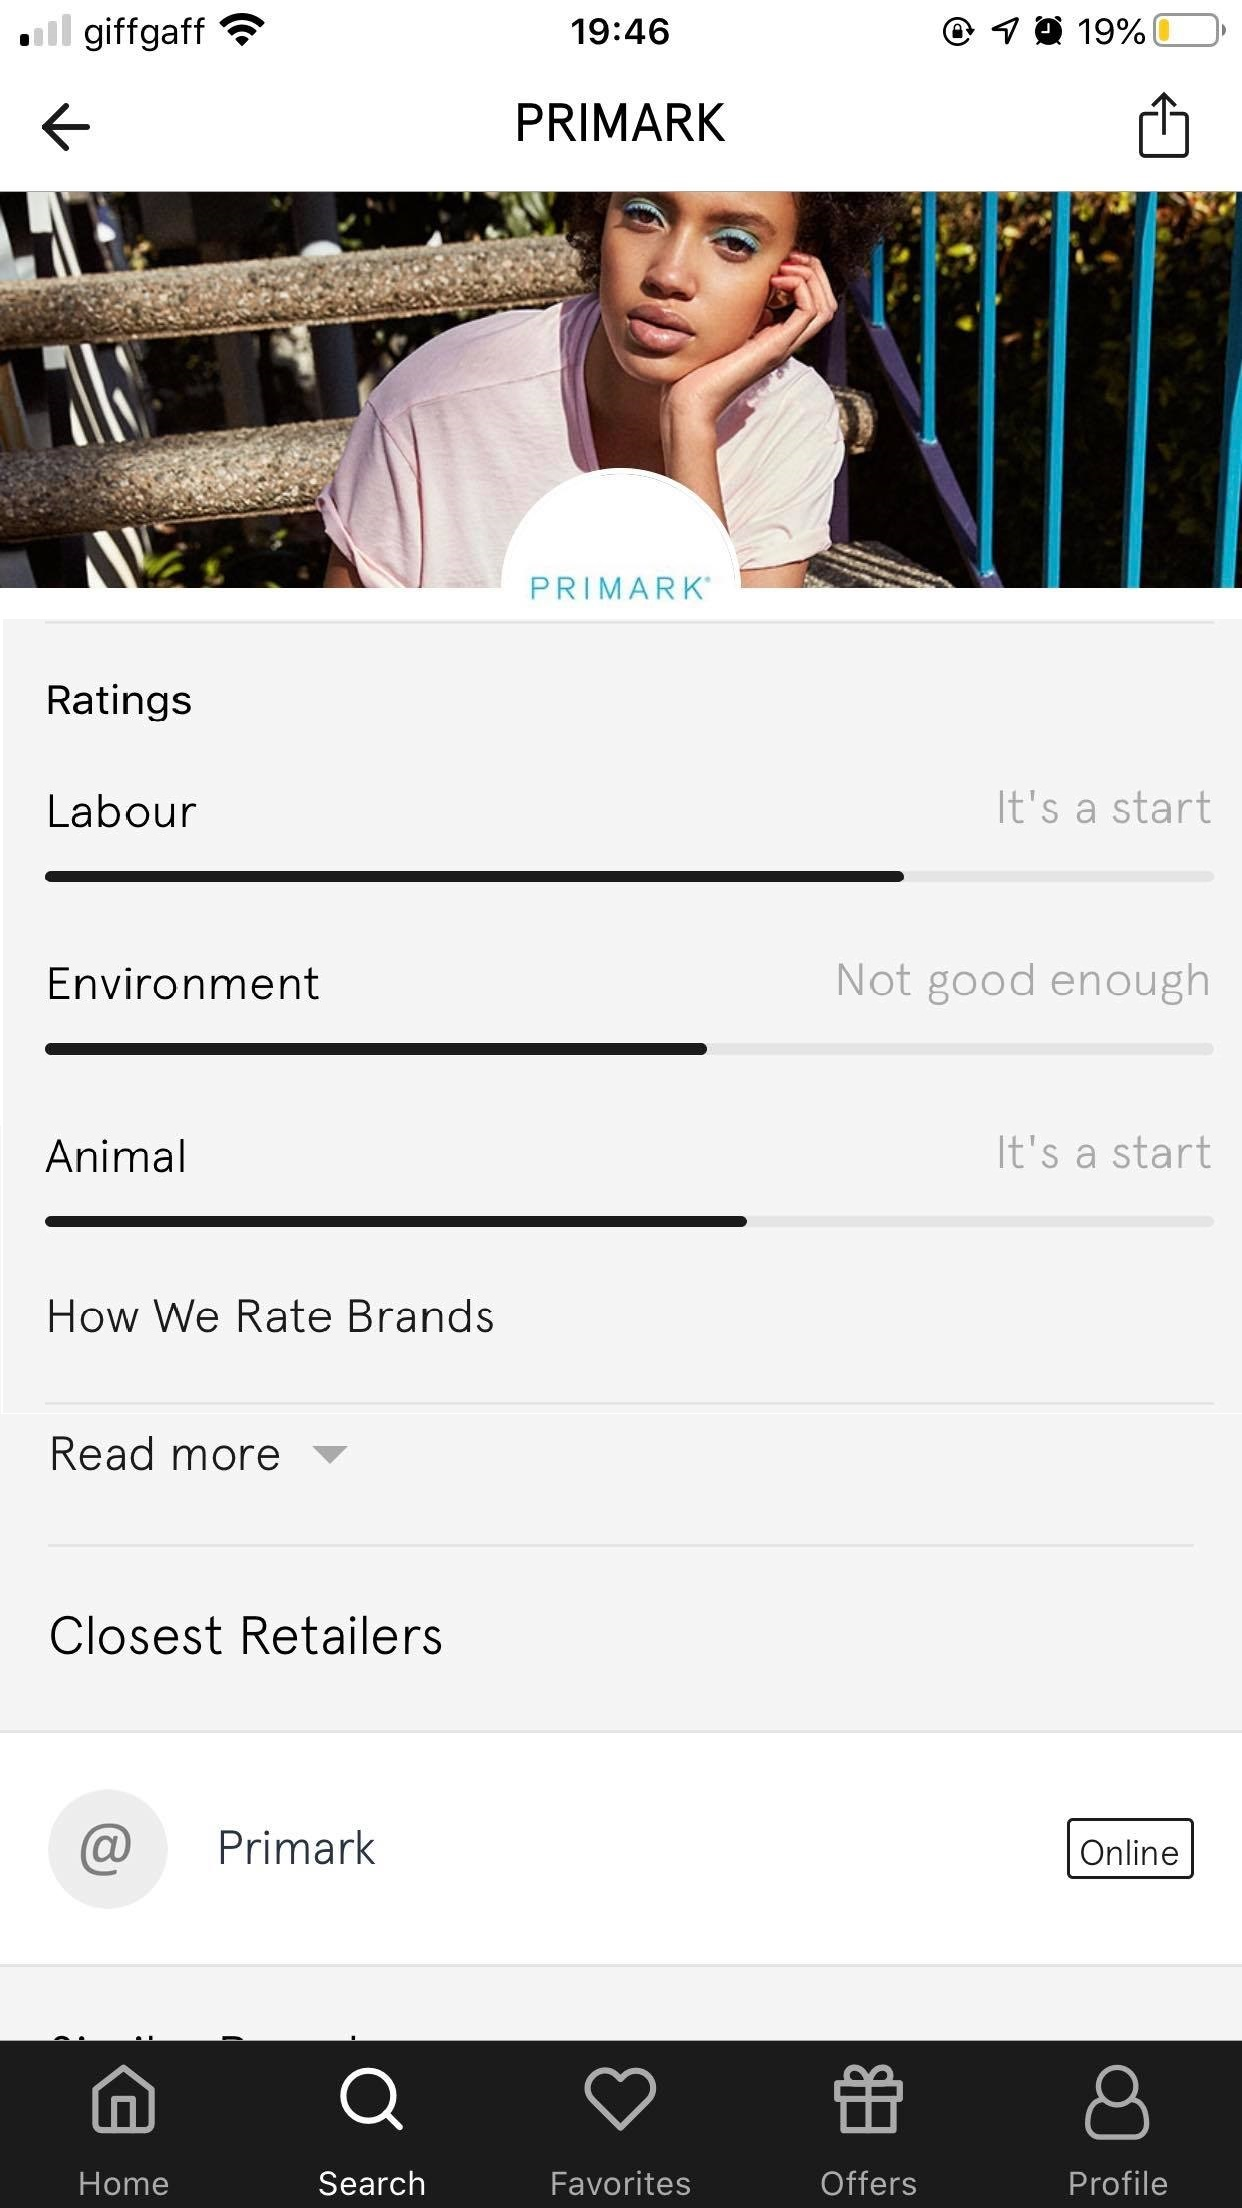 giffgaff 19:46 19%
PRIMARK
PRIMARK®
Ratings
Labour It's a start
Environment Not good enough
Animal It's a start
How We Rate Brands
Read more
Closest Retailers
@ Primark Online
Home Search Favorites Offers Profile